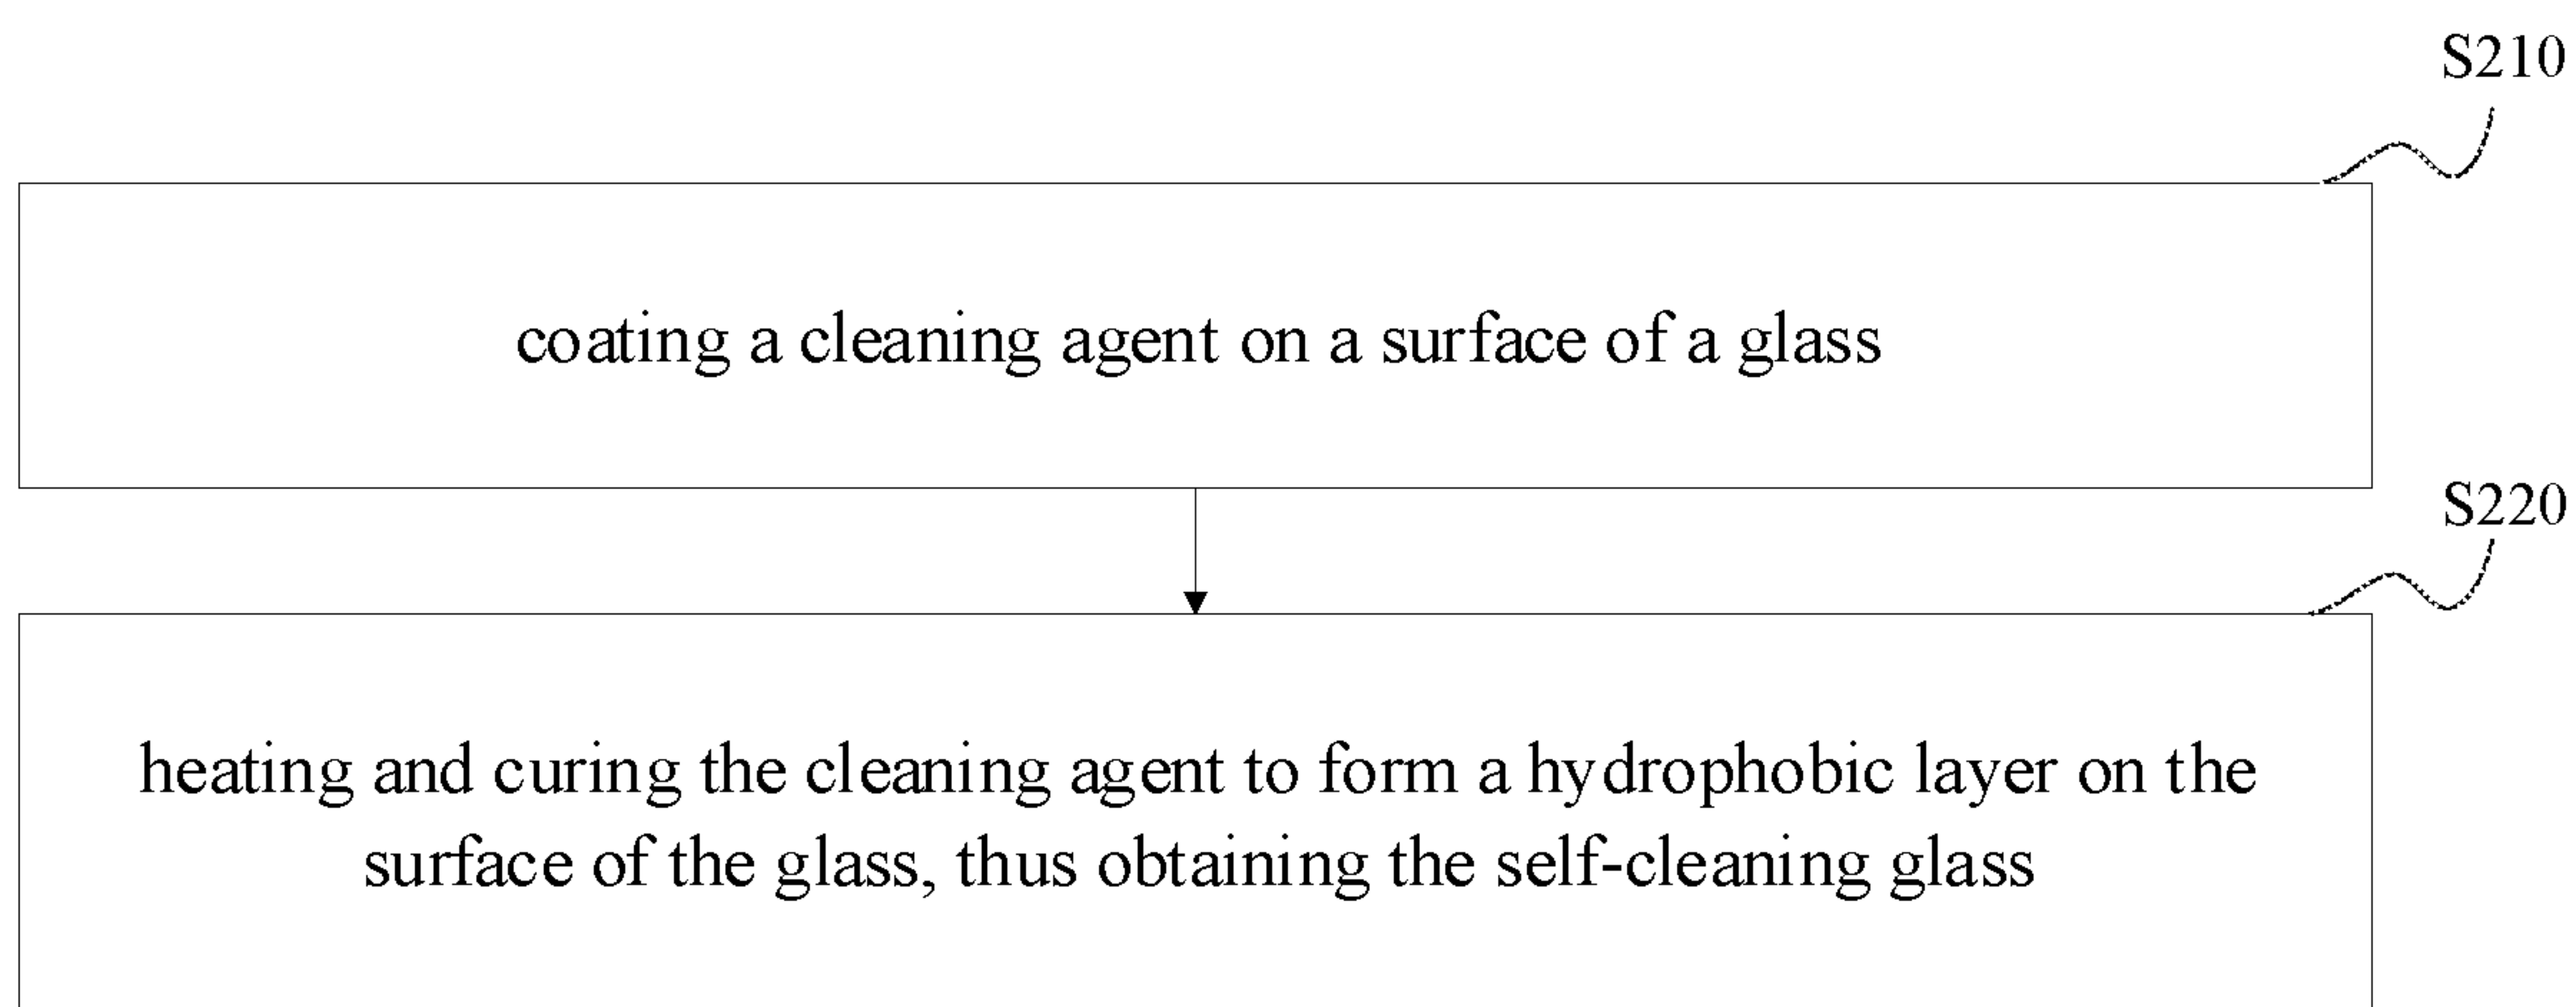 S210
coating a cleaning agent on a surface of a glass
S220
heating and curing the cleaning agent to form a hydrophobic layer on the
surface of the glass, thus obtaining the self-cleaning glass